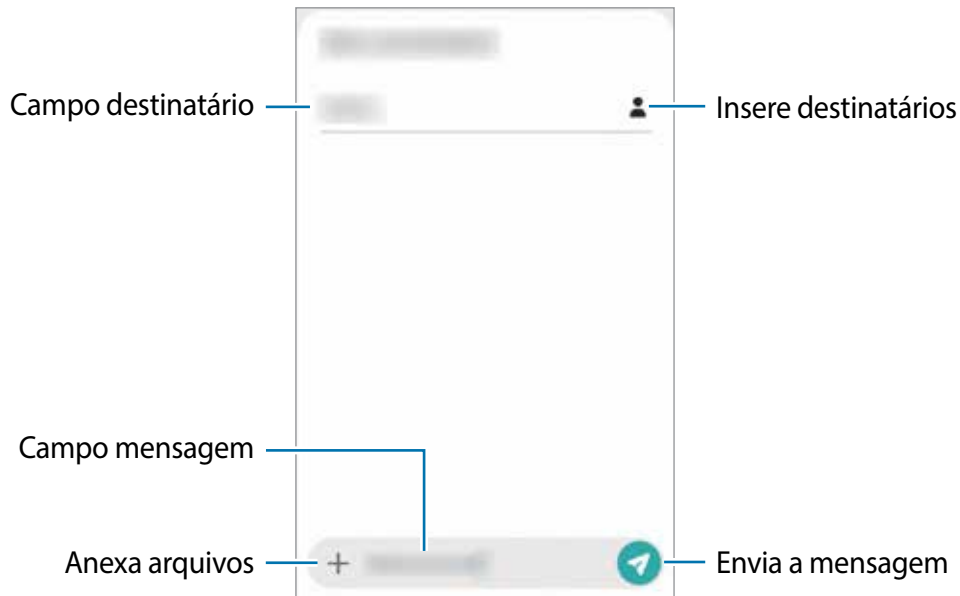 Campo destinatário
Insere destinatários
Campo mensagem
Anexa arquivos
Envia a mensagem